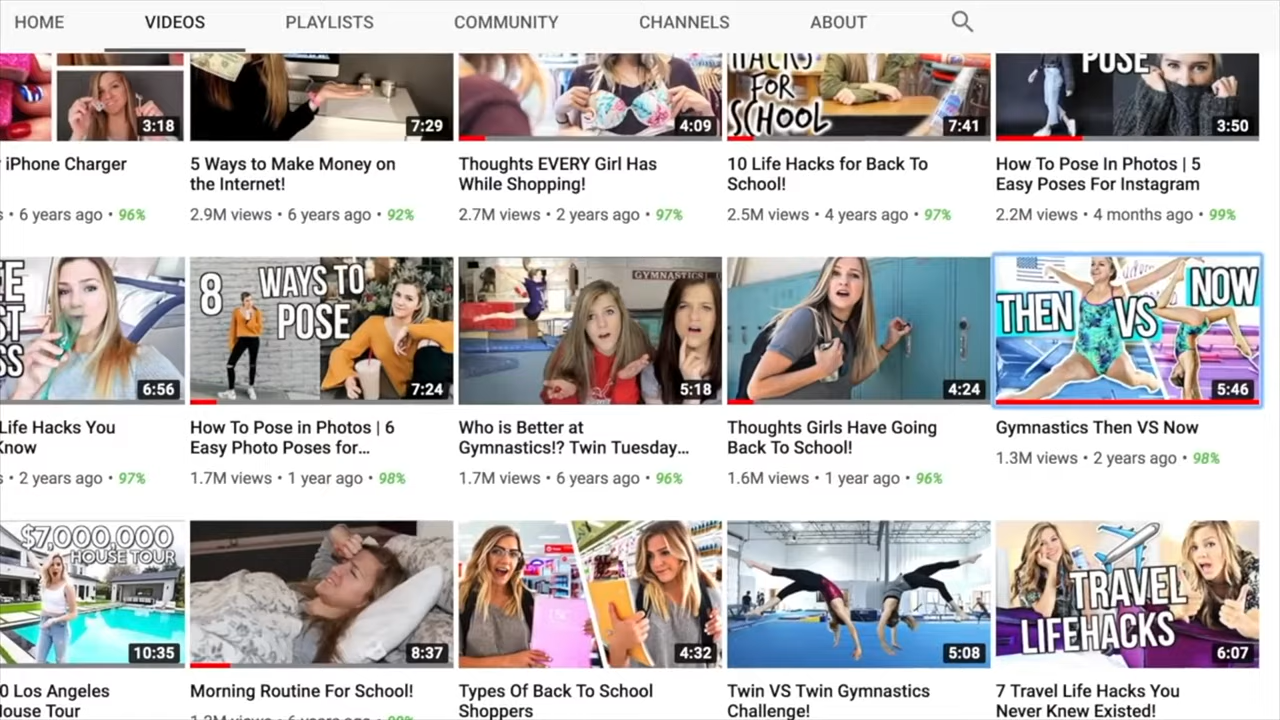 HOME VIDEOS PLAYLISTS COMMUNITY CHANNELS ABOUT
HACKS
FOR
SCHOOL
POSE
3:18 7:29 4:09 7:41 3:50
iPhone Charger
5 Ways to Make Money on
the Internet!
Thoughts EVERY Girl Has
While Shopping!
10 Life Hacks for Back To
School!
How To Pose In Photos | 5
Easy Poses For Instagram
s • 6 years ago • 96%
2.9M views • 6 years ago • 92%
2.7M views • 2 years ago • 97%
2.5M views • 4 years ago • 97%
2.2M views • 4 months ago • 99%
8 WAYS TO
POSE
GYMNASTICS
THEN VS NOW
6:56 7:24 5:18 4:24 5:46
Life Hacks You
Know
How To Pose in Photos | 6
Easy Photo Poses for...
Who is Better at
Gymnastics!? Twin Tuesday...
Thoughts Girls Have Going
Back To School!
Gymnastics Then VS Now
s • 2 years ago • 97%
1.7M views • 1 year ago • 98%
1.7M views • 6 years ago • 96%
1.6M views • 1 year ago • 96%
1.3M views • 2 years ago • 98%
$7,000,000
HOUSE TOUR
TRAVEL
LIFEHACKS
10:35 8:37 4:32 5:08 6:07
0 Los Angeles
House Tour
Morning Routine For School!
Types Of Back To School
Shoppers
Twin VS Twin Gymnastics
Challenge!
7 Travel Life Hacks You
Never Knew Existed!